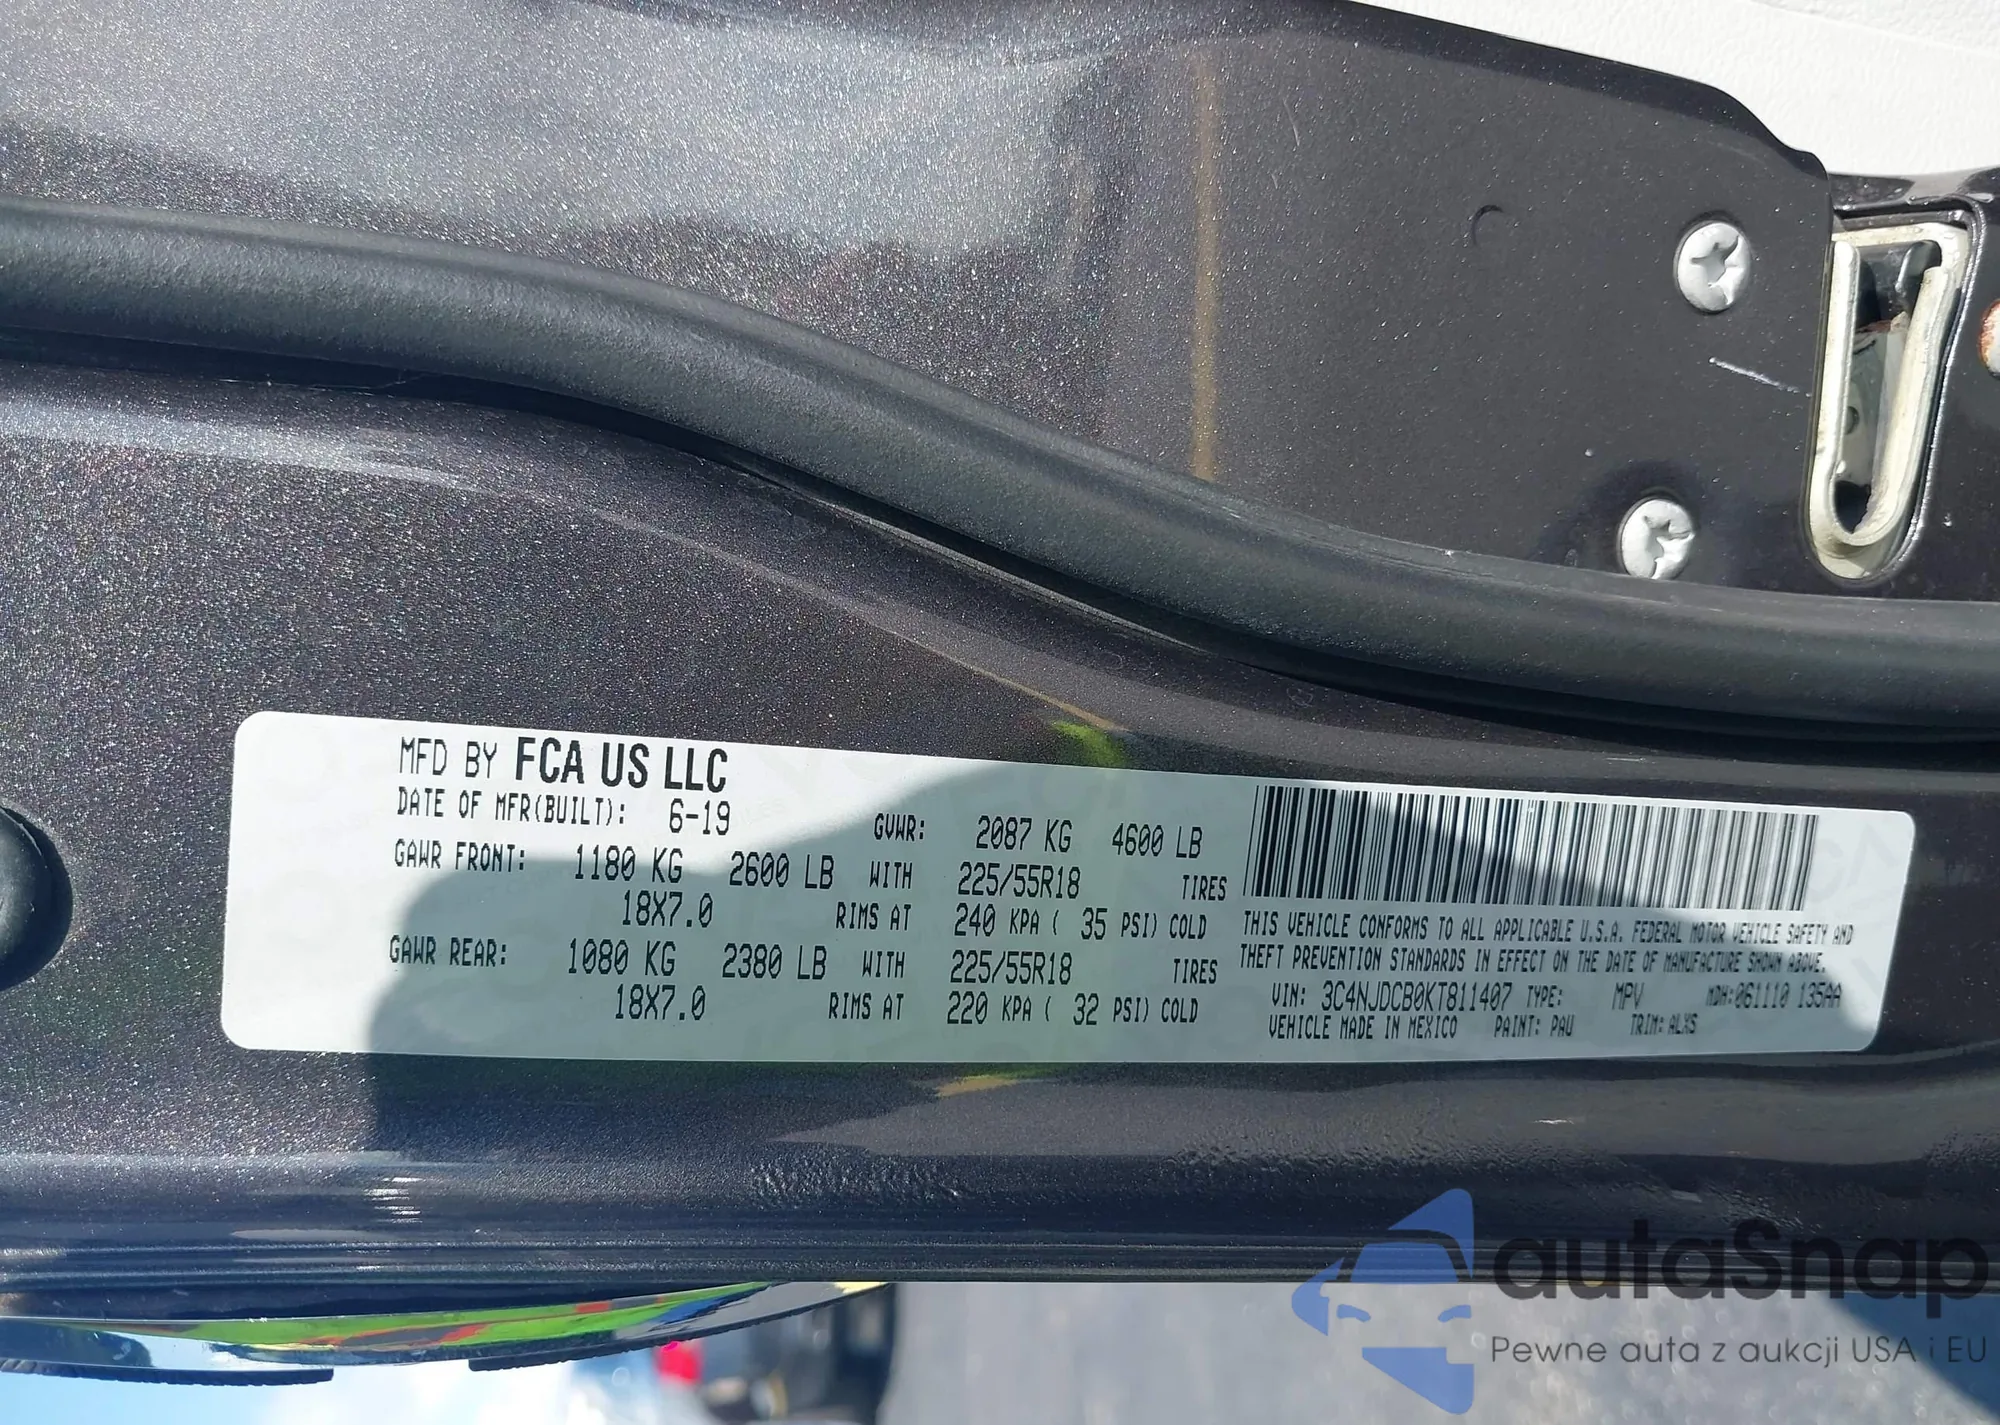 MFD BY FCA US LLC
DATE OF MFR(BUILT): 6-19
GVWR: 2087 KG 4600 LB
GAWR FRONT: 1180 KG 2600 LB WITH 225/55R18 TIRES
18X7.0 RIMS AT 240 KPA ( 35 PSI) COLD
GAWR REAR: 1080 KG 2380 LB WITH 225/55R18 TIRES
18X7.0 RIMS AT 220 KPA ( 32 PSI) COLD
THIS VEHICLE CONFORMS TO ALL APPLICABLE U.S.A. FEDERAL MOTOR VEHICLE SAFETY AND
THEFT PREVENTION STANDARDS IN EFFECT ON THE DATE OF MANUFACTURE SHOWN ABOVE.
VIN: 3C4NJDCB0KT811407 TYPE: MPV MDH:061110 135AA
VEHICLE MADE IN MEXICO PAINT: PAU TRIM: ALXS
autaSnap
Pewne auta z aukcji USA i EU